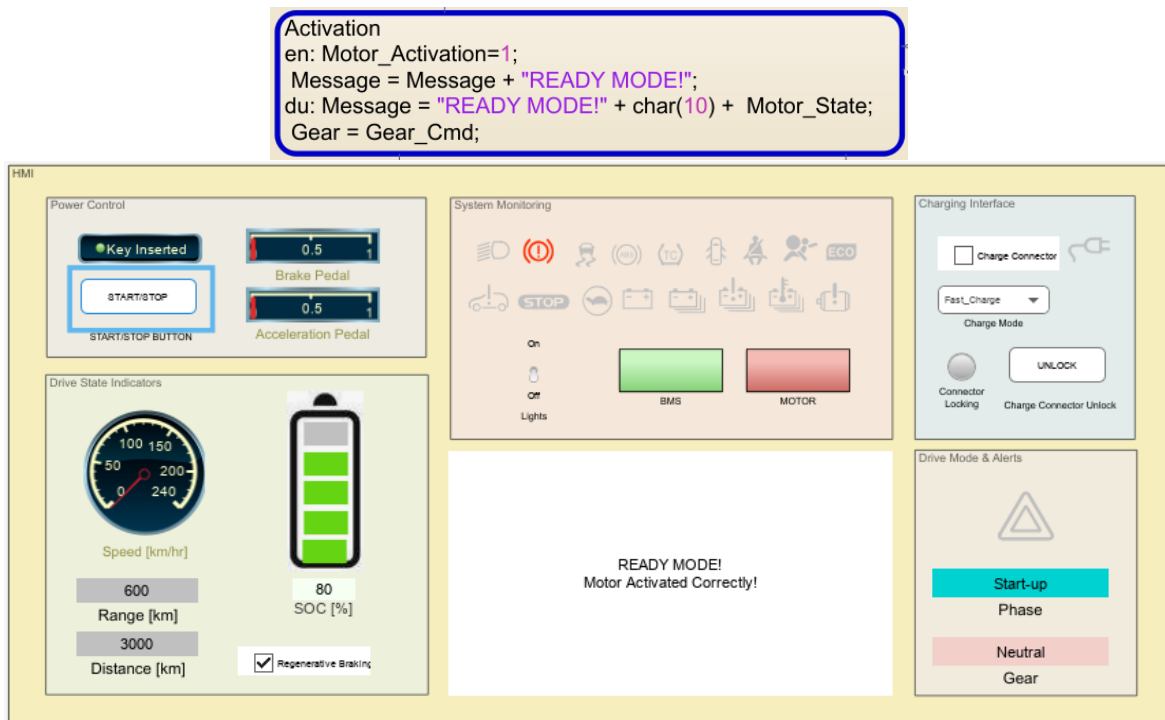 Activation
en: Motor_Activation=1;
Message = Message + "READY MODE!";
du: Message = "READY MODE!" + char(10) + Motor_State;
Gear = Gear_Cmd;
HMI
Power Control
Key Inserted
0.5
1
Brake Pedal
START/STOP
START/STOP BUTTON
0.5
1
Acceleration Pedal
System Monitoring
ABS
TC
ECO
STOP
On
Off
Lights
BMS
MOTOR
Charging Interface
Charge Connector
Fast_Charge
Charge Mode
UNLOCK
Connector
Locking
Charge Connector Unlock
Drive State Indicators
0
50
100
150
200
240
Speed [km/hr]
600
Range [km]
3000
Distance [km]
80
SOC [%]
Regenerative Braking
READY MODE!
Motor Activated Correctly!
Drive Mode & Alerts
Start-up
Phase
Neutral
Gear